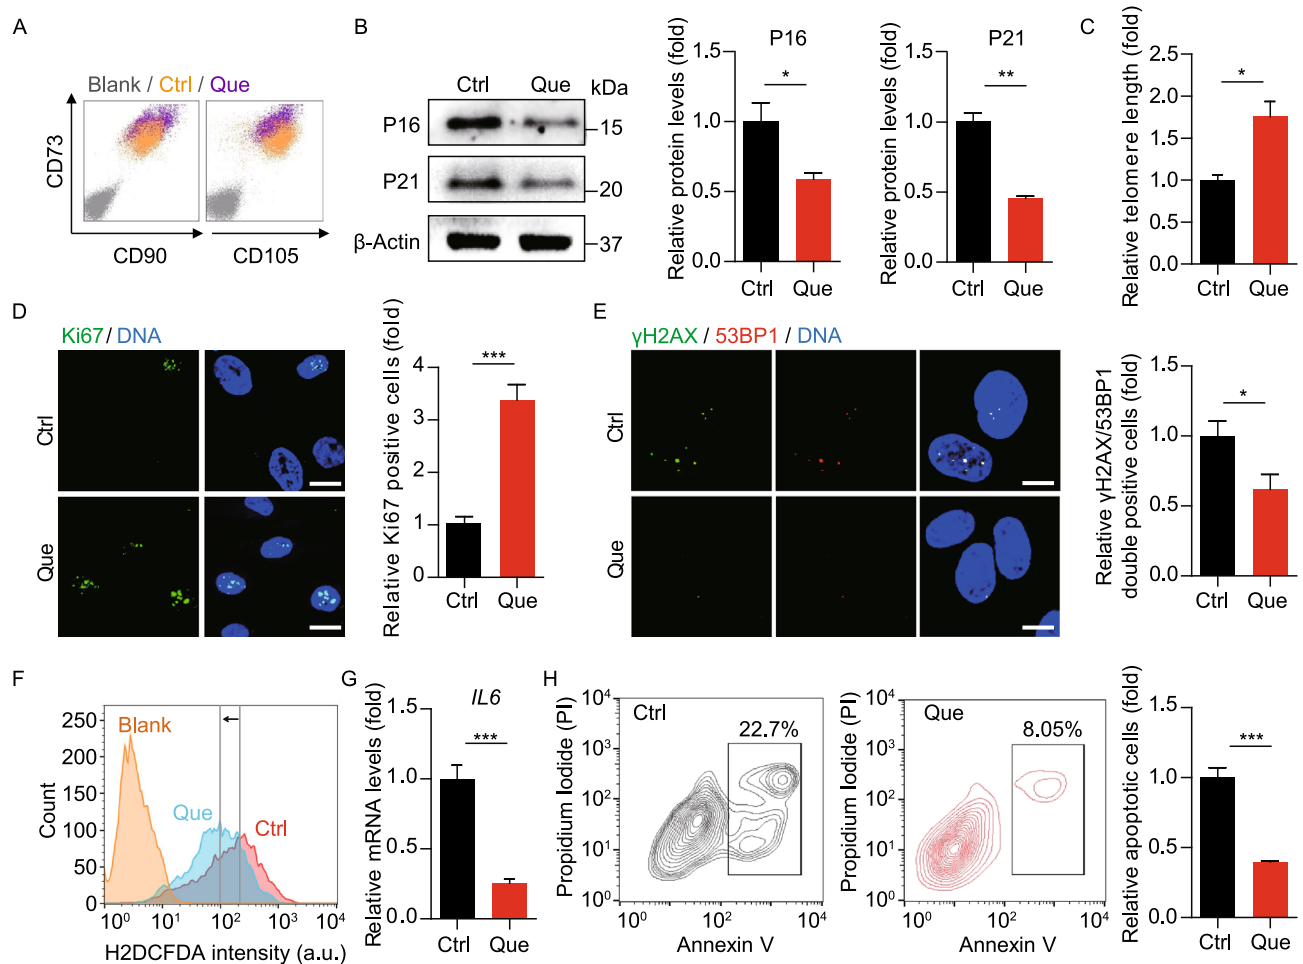 A
Blank / Ctrl / Que
CD73
CD90
CD105
B
Ctrl
Que
kDa
P16
15
P21
20
β-Actin
37
P16
Relative protein levels (fold)
1.5
1.0
0.5
0.0
*
Ctrl
Que
P21
Relative protein levels (fold)
1.5
1.0
0.5
0.0
**
Ctrl
Que
C
Relative telomere length (fold)
2.5
2.0
1.5
1.0
0.5
0.0
*
Ctrl
Que
D
Ki67 / DNA
Ctrl
Que
Relative Ki67 positive cells (fold)
4
3
2
1
0
***
Ctrl
Que
E
γH2AX / 53BP1 / DNA
Ctrl
Que
Relative γH2AX/53BP1
double positive cells (fold)
1.5
1.0
0.5
0.0
*
Ctrl
Que
F
Count
250
200
150
100
50
0
Blank
Que
Ctrl
10⁰
10¹
10²
10³
10⁴
H2DCFDA intensity (a.u.)
G
IL6
Relative mRNA levels (fold)
1.5
1.0
0.5
0.0
***
Ctrl
Que
H
Propidium Iodide (PI)
10⁴
10³
10²
10¹
10⁰
Ctrl
22.7%
10⁰
10²
10⁴
Annexin V
Propidium Iodide (PI)
10⁴
10³
10²
10¹
10⁰
Que
8.05%
10⁰
10²
10⁴
Annexin V
Relative apoptotic cells (fold)
1.5
1.0
0.5
0.0
***
Ctrl
Que